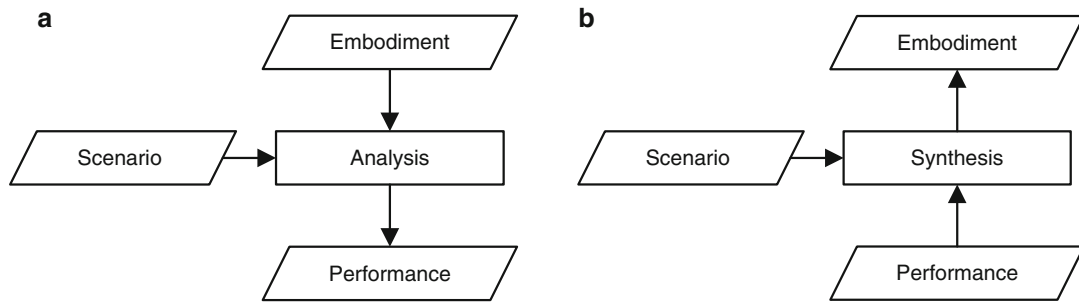 a
Embodiment
Scenario
Analysis
Performance
b
Embodiment
Scenario
Synthesis
Performance